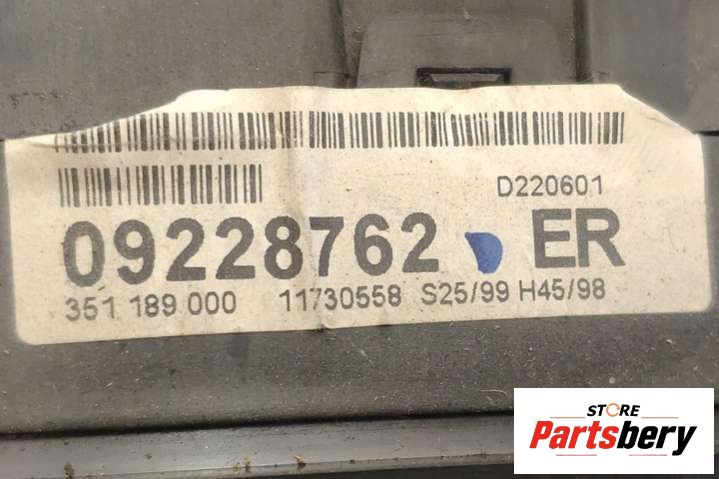 D220601
09228762 ER
351 189 000 11730558 S25/99 H45/98
STORE
Partsbery